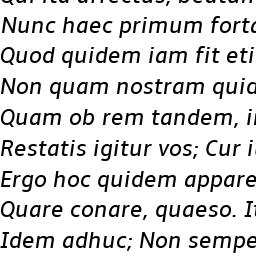 Qui ita affectus, beatum
Nunc haec primum forta
Quod quidem iam fit eti
Non quam nostram quid
Quam ob rem tandem, i
Restatis igitur vos; Cur i
Ergo hoc quidem appare
Quare conare, quaeso. It
Idem adhuc; Non sempe